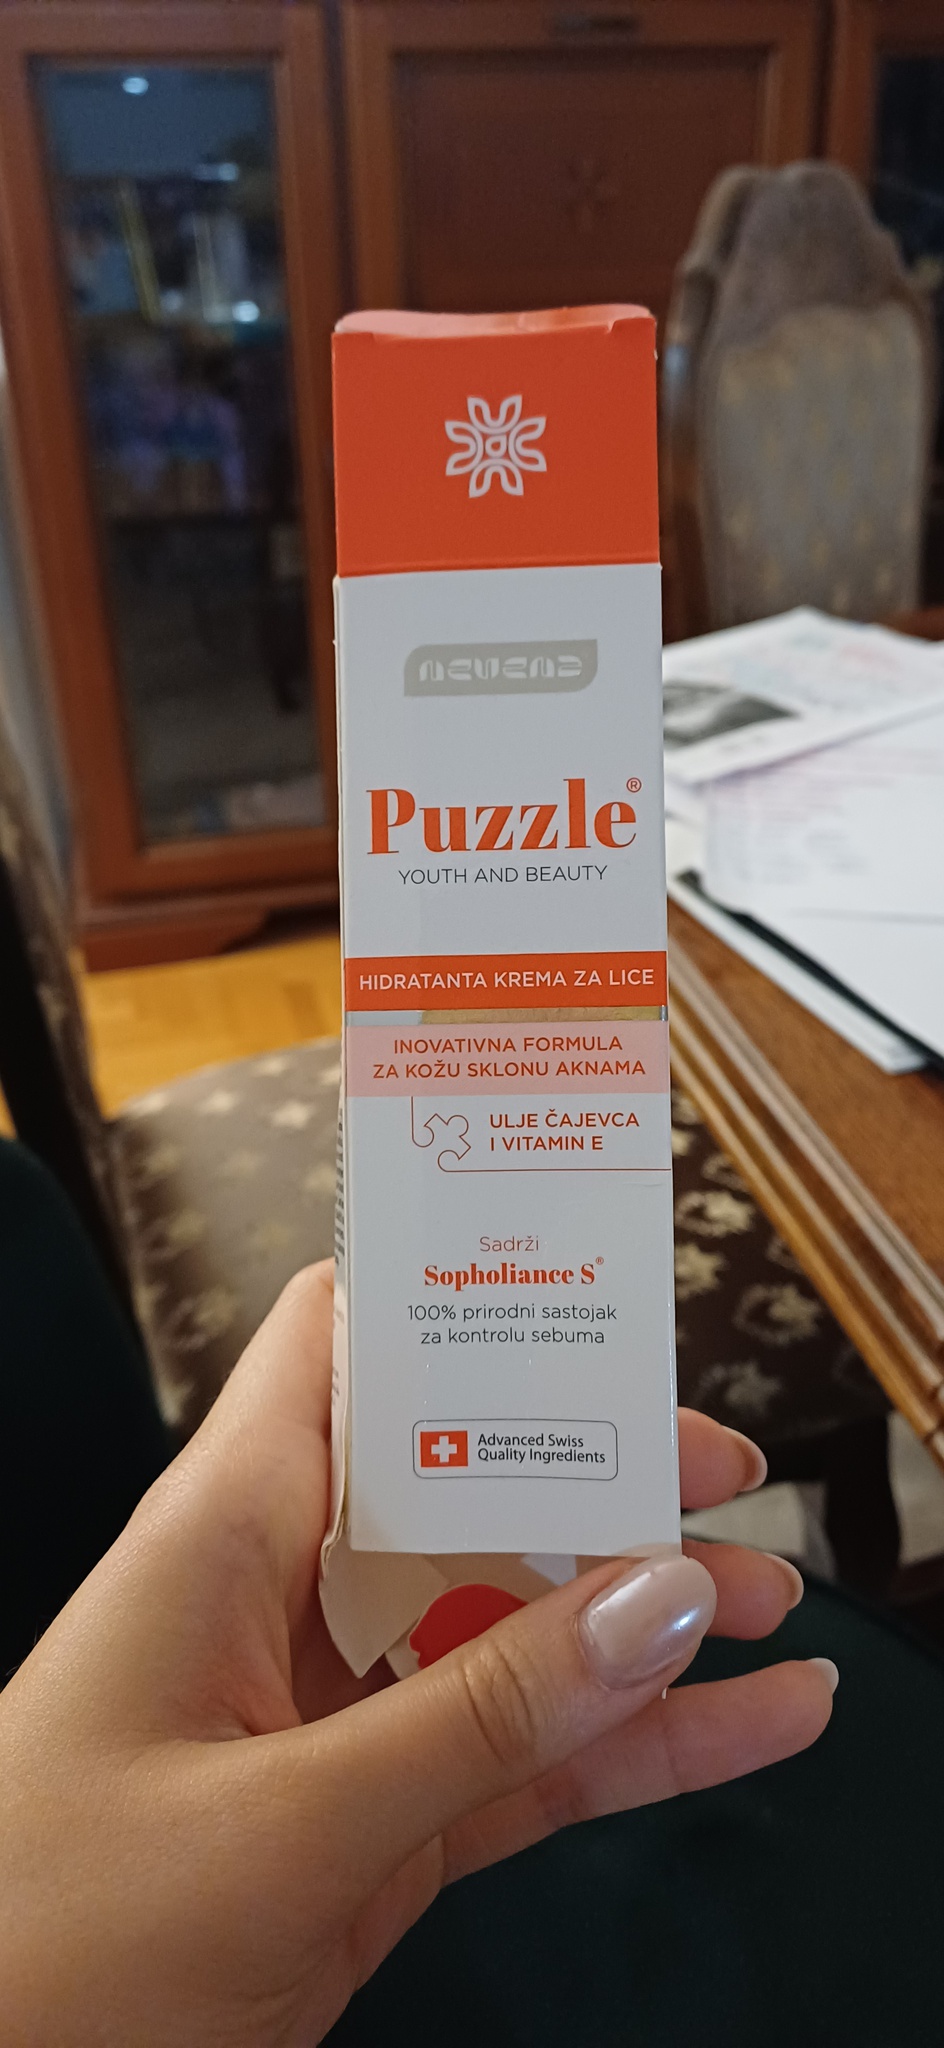 nevena
Puzzle®
YOUTH AND BEAUTY
HIDRATANTA KREMA ZA LICE
INOVATIVNA FORMULA
ZA KOŽU SKLONU AKNAMA
ULJE ČAJEVCA
I VITAMIN E
Sadrži
Sopholiance S®
100% prirodni sastojak
za kontrolu sebuma
Advanced Swiss
Quality Ingredients